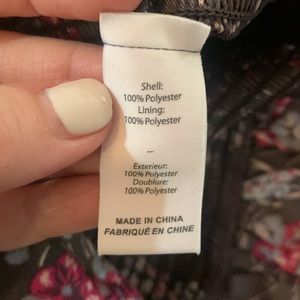 Shell:
100% Polyester
Lining:
100% Polyester
--
Exterieur:
100% Polyester
Doublure:
100% Polyester
MADE IN CHINA
FABRIQUÉ EN CHINE